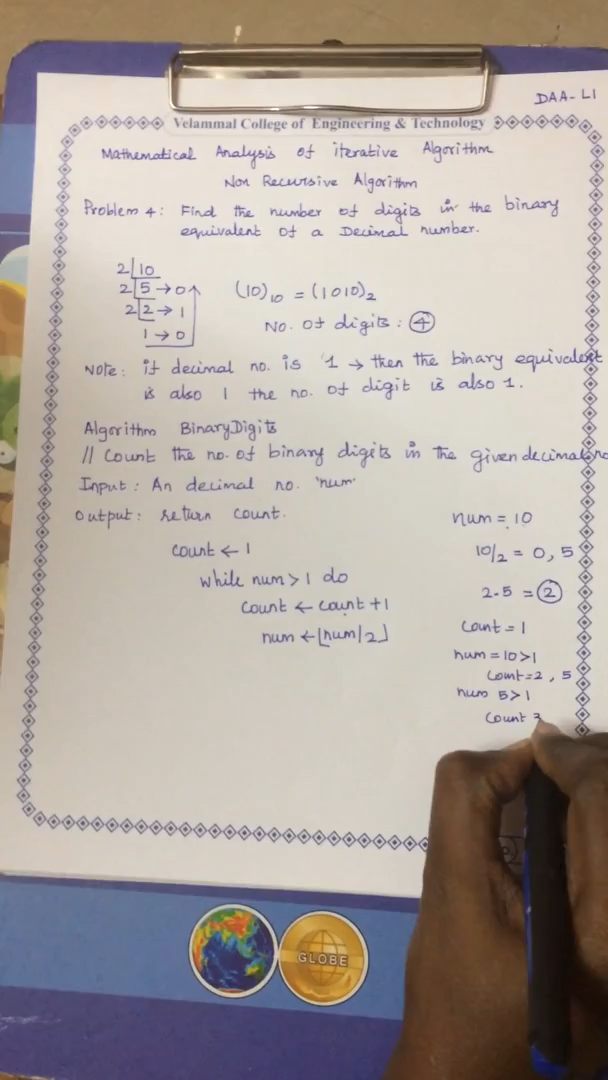 DAA-L1
Velammal College of Engineering & Technology
Mathematical Analysis of iterative Algorithm
Non Recursive Algorithm
Problem 4: Find the number of digits in the binary
equivalent of a Decimal number.
2|10
2|5→0
2|2→1
1→0
(10)₁₀ = (1010)₂
No. of digits: 4
Note: if decimal no. is '1 → then the binary equivalent
is also 1 the no. of digit is also 1.
Algorithm BinaryDigits
// Count the no. of binary digits in the given decimal no
Input: An decimal no. 'num'
Output: return count.
count ← 1
while num > 1 do
count ← count + 1
num ← ⌊num/2⌋
num = 10
10/2 = 0, 5
2.5 = 2
Count = 1
num = 10 > 1
Count = 2, 5
num 5 > 1
Count 3
GLOBE